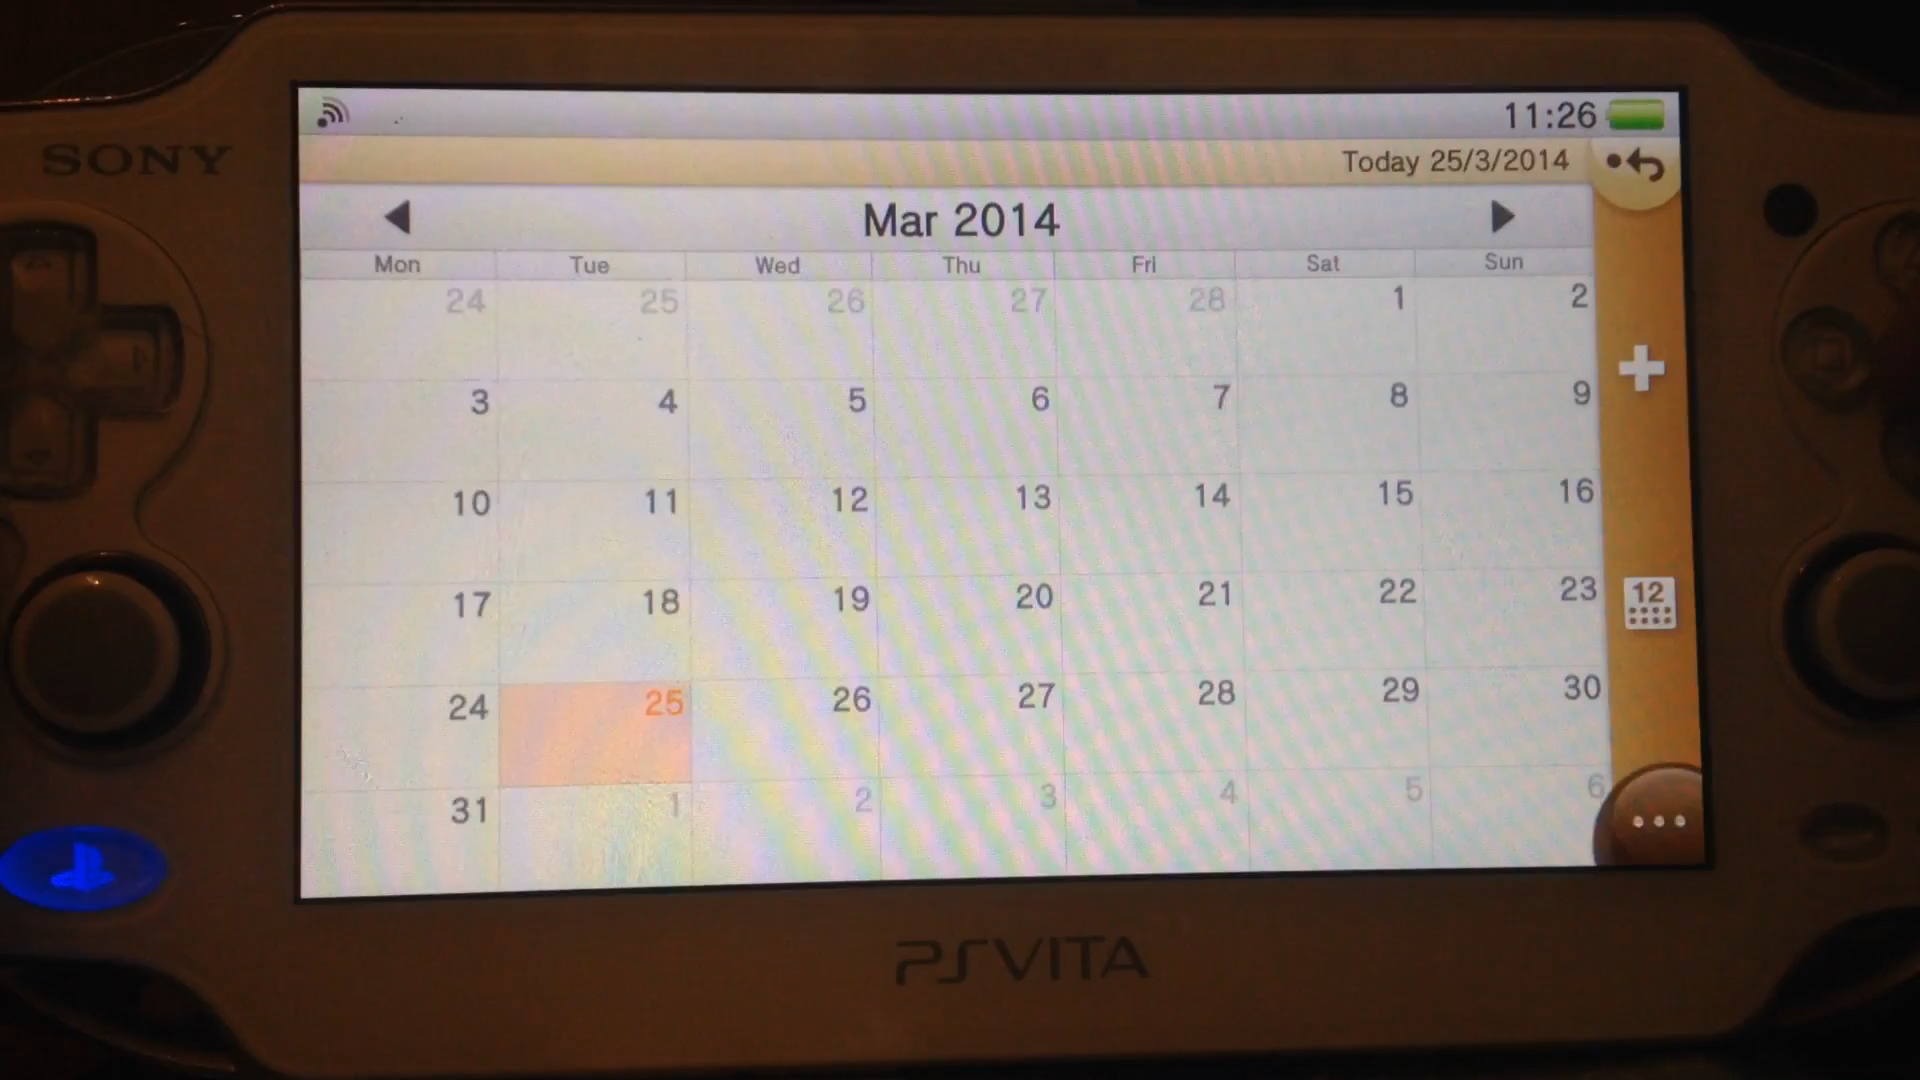 11:26
SONY
Today 25/3/2014
Mar 2014
Mon Tue Wed Thu Fri Sat Sun
24 25 26 27 28 1 2
3 4 5 6 7 8 9
10 11 12 13 14 15 16
17 18 19 20 21 22 23
12
24 25 26 27 28 29 30
31 1 2 3 4 5 6
PSVITA